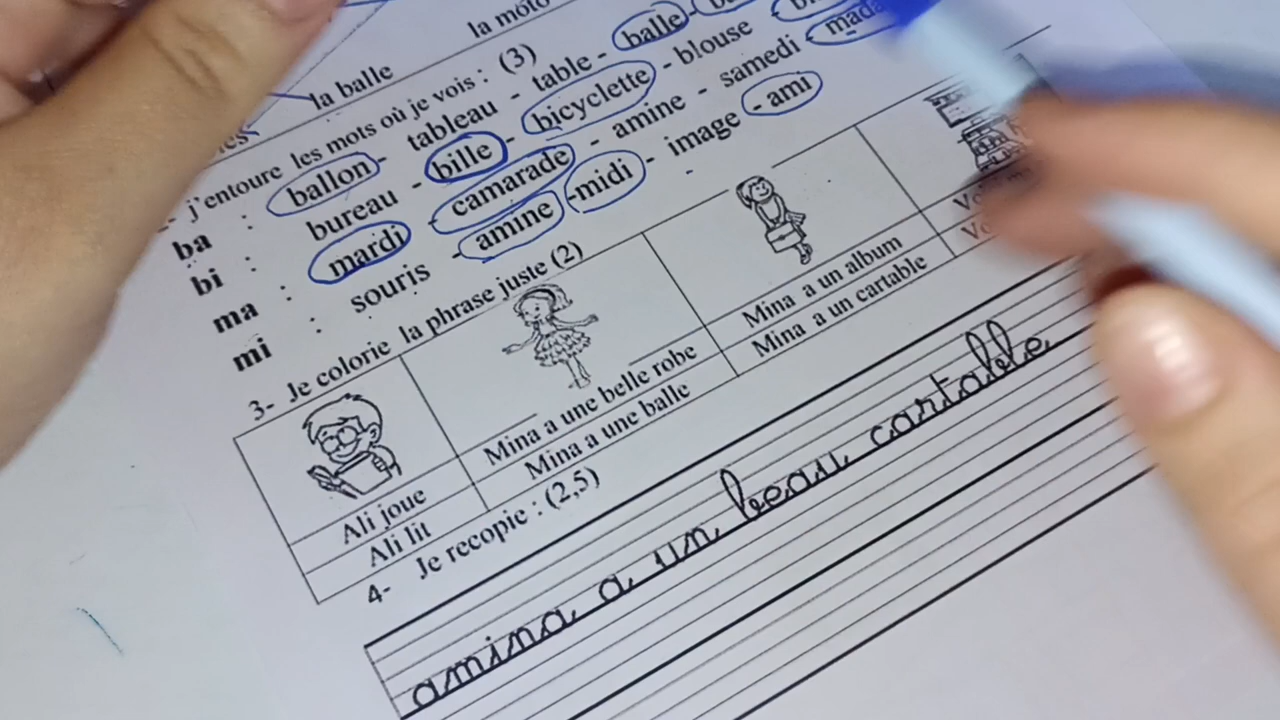 la moto
la balle
j'entoure les mots où je vois : (3)
ba : ballon - tableau - table - balle -
bi : bureau - bille - bicyclette - blouse -
ma : mardi camarade - amine - samedi - mada
mi : souris - amine - midi - image - ami
3- Je colorie la phrase juste (2)
Ali joue
Ali lit
Mina a une belle robe
Mina a une balle
Mina a un album
Mina a un cartable
4- Je recopie : (2,5)
amina a un beau cartable